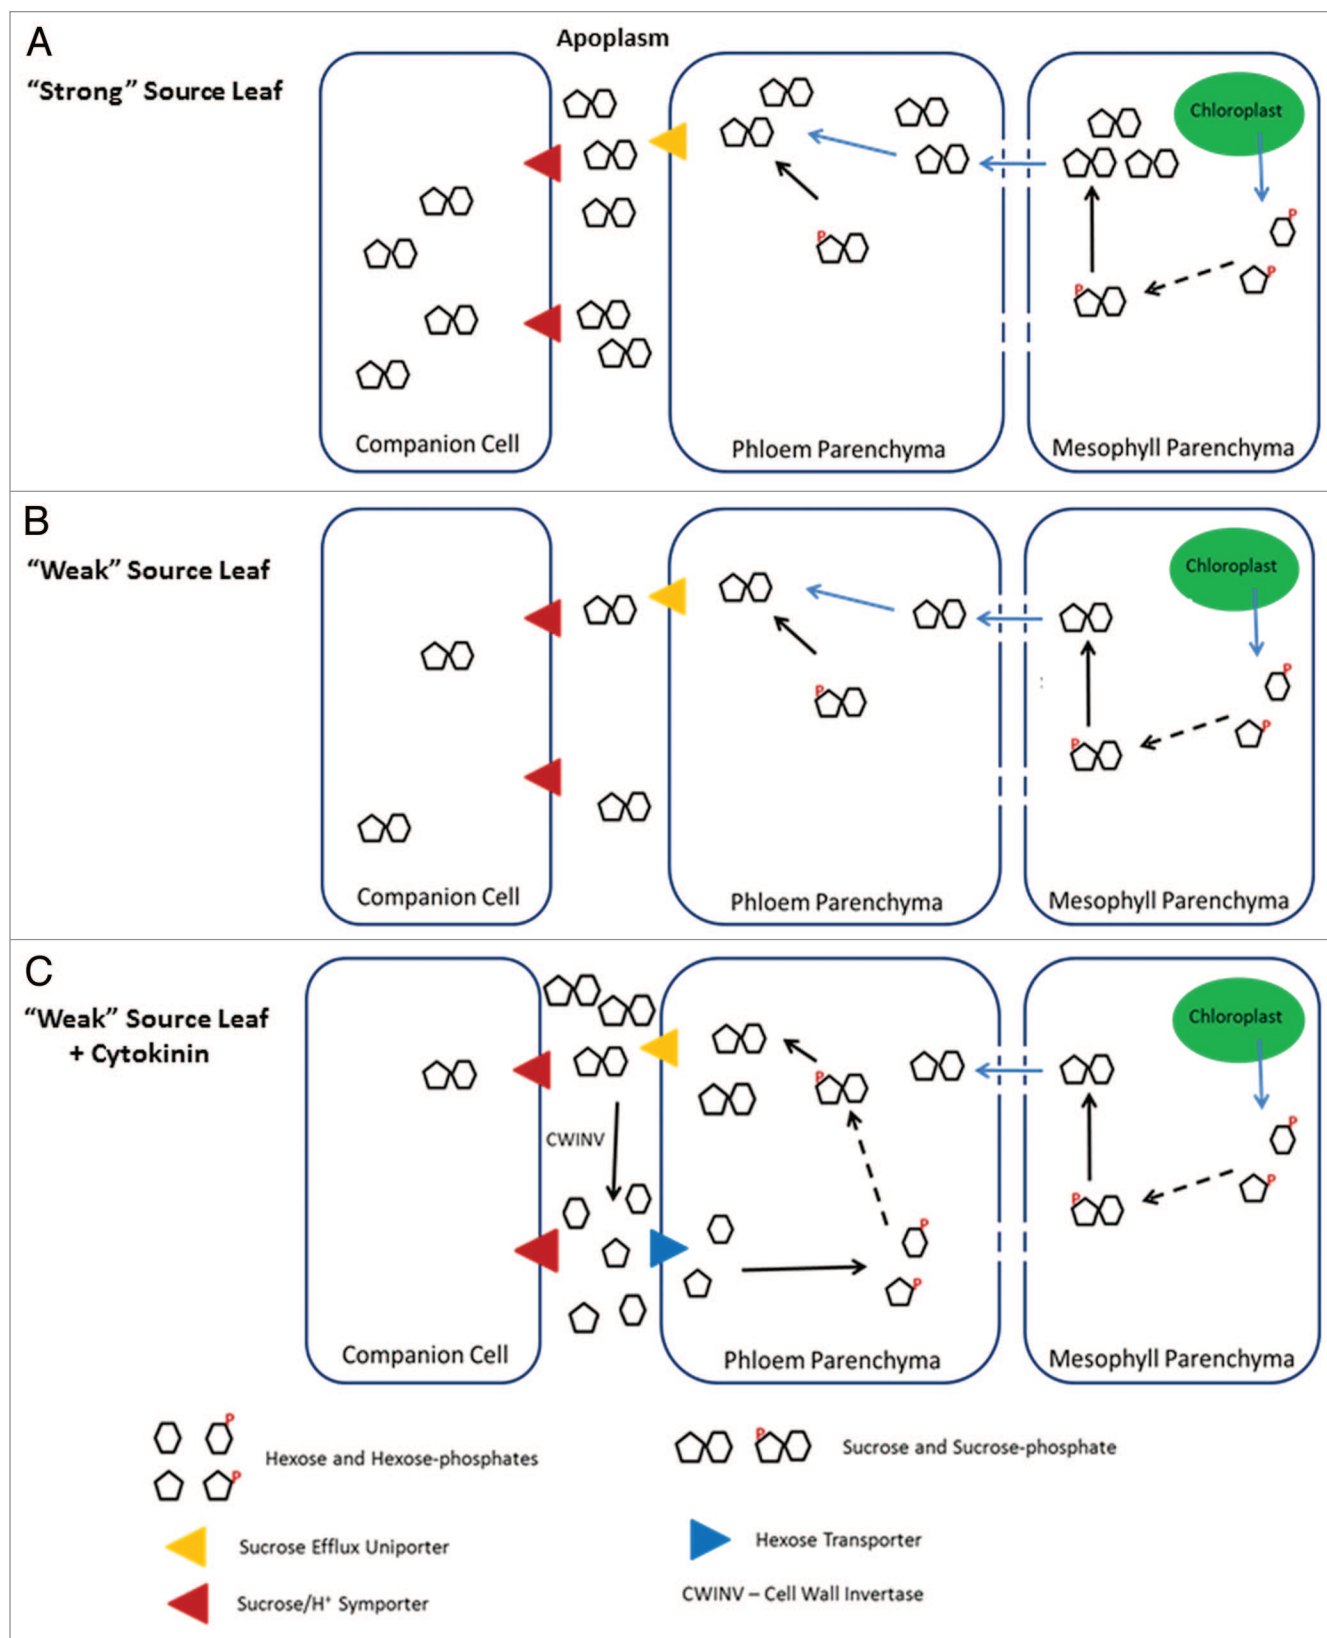 A
Apoplasm
“Strong” Source Leaf
Chloroplast
P
P
P
P
Companion Cell
Phloem Parenchyma
Mesophyll Parenchyma
B
“Weak” Source Leaf
Chloroplast
P
P
P
P
Companion Cell
Phloem Parenchyma
Mesophyll Parenchyma
C
“Weak” Source Leaf
+ Cytokinin
Chloroplast
P
P
CWINV
P
P
P
P
Companion Cell
Phloem Parenchyma
Mesophyll Parenchyma
P
P
Hexose and Hexose-phosphates
P
Sucrose and Sucrose-phosphate
Sucrose Efflux Uniporter
Hexose Transporter
Sucrose/H⁺ Symporter
CWINV – Cell Wall Invertase